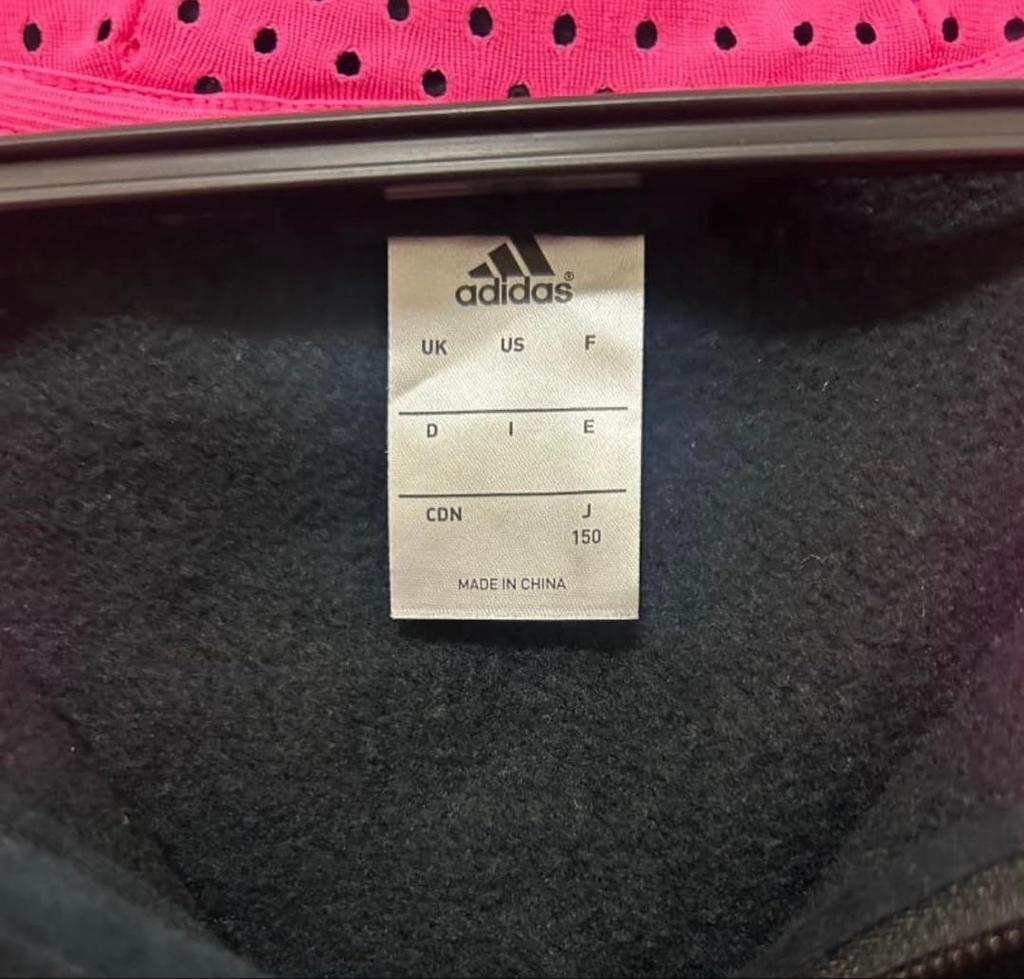 adidas®
UK US F
D I E
CDN J
150
MADE IN CHINA